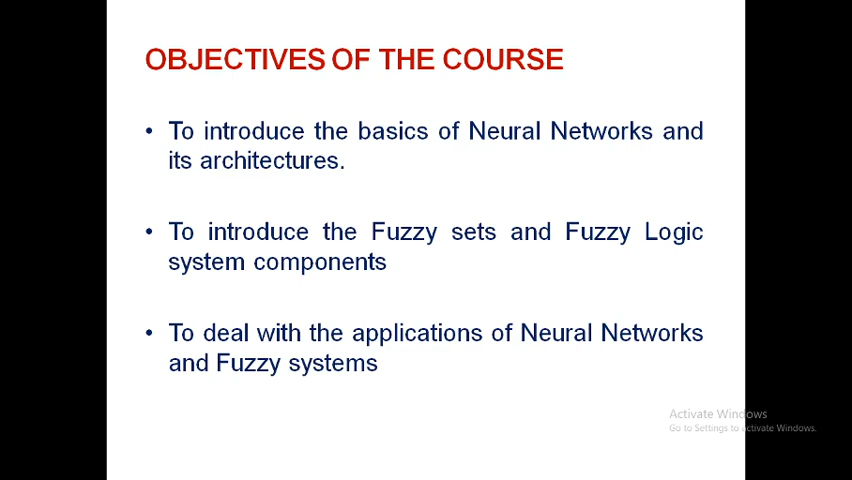 OBJECTIVES OF THE COURSE
• To introduce the basics of Neural Networks and
its architectures.
• To introduce the Fuzzy sets and Fuzzy Logic
system components
• To deal with the applications of Neural Networks
and Fuzzy systems
Activate Windows
Go to Settings to activate Windows.